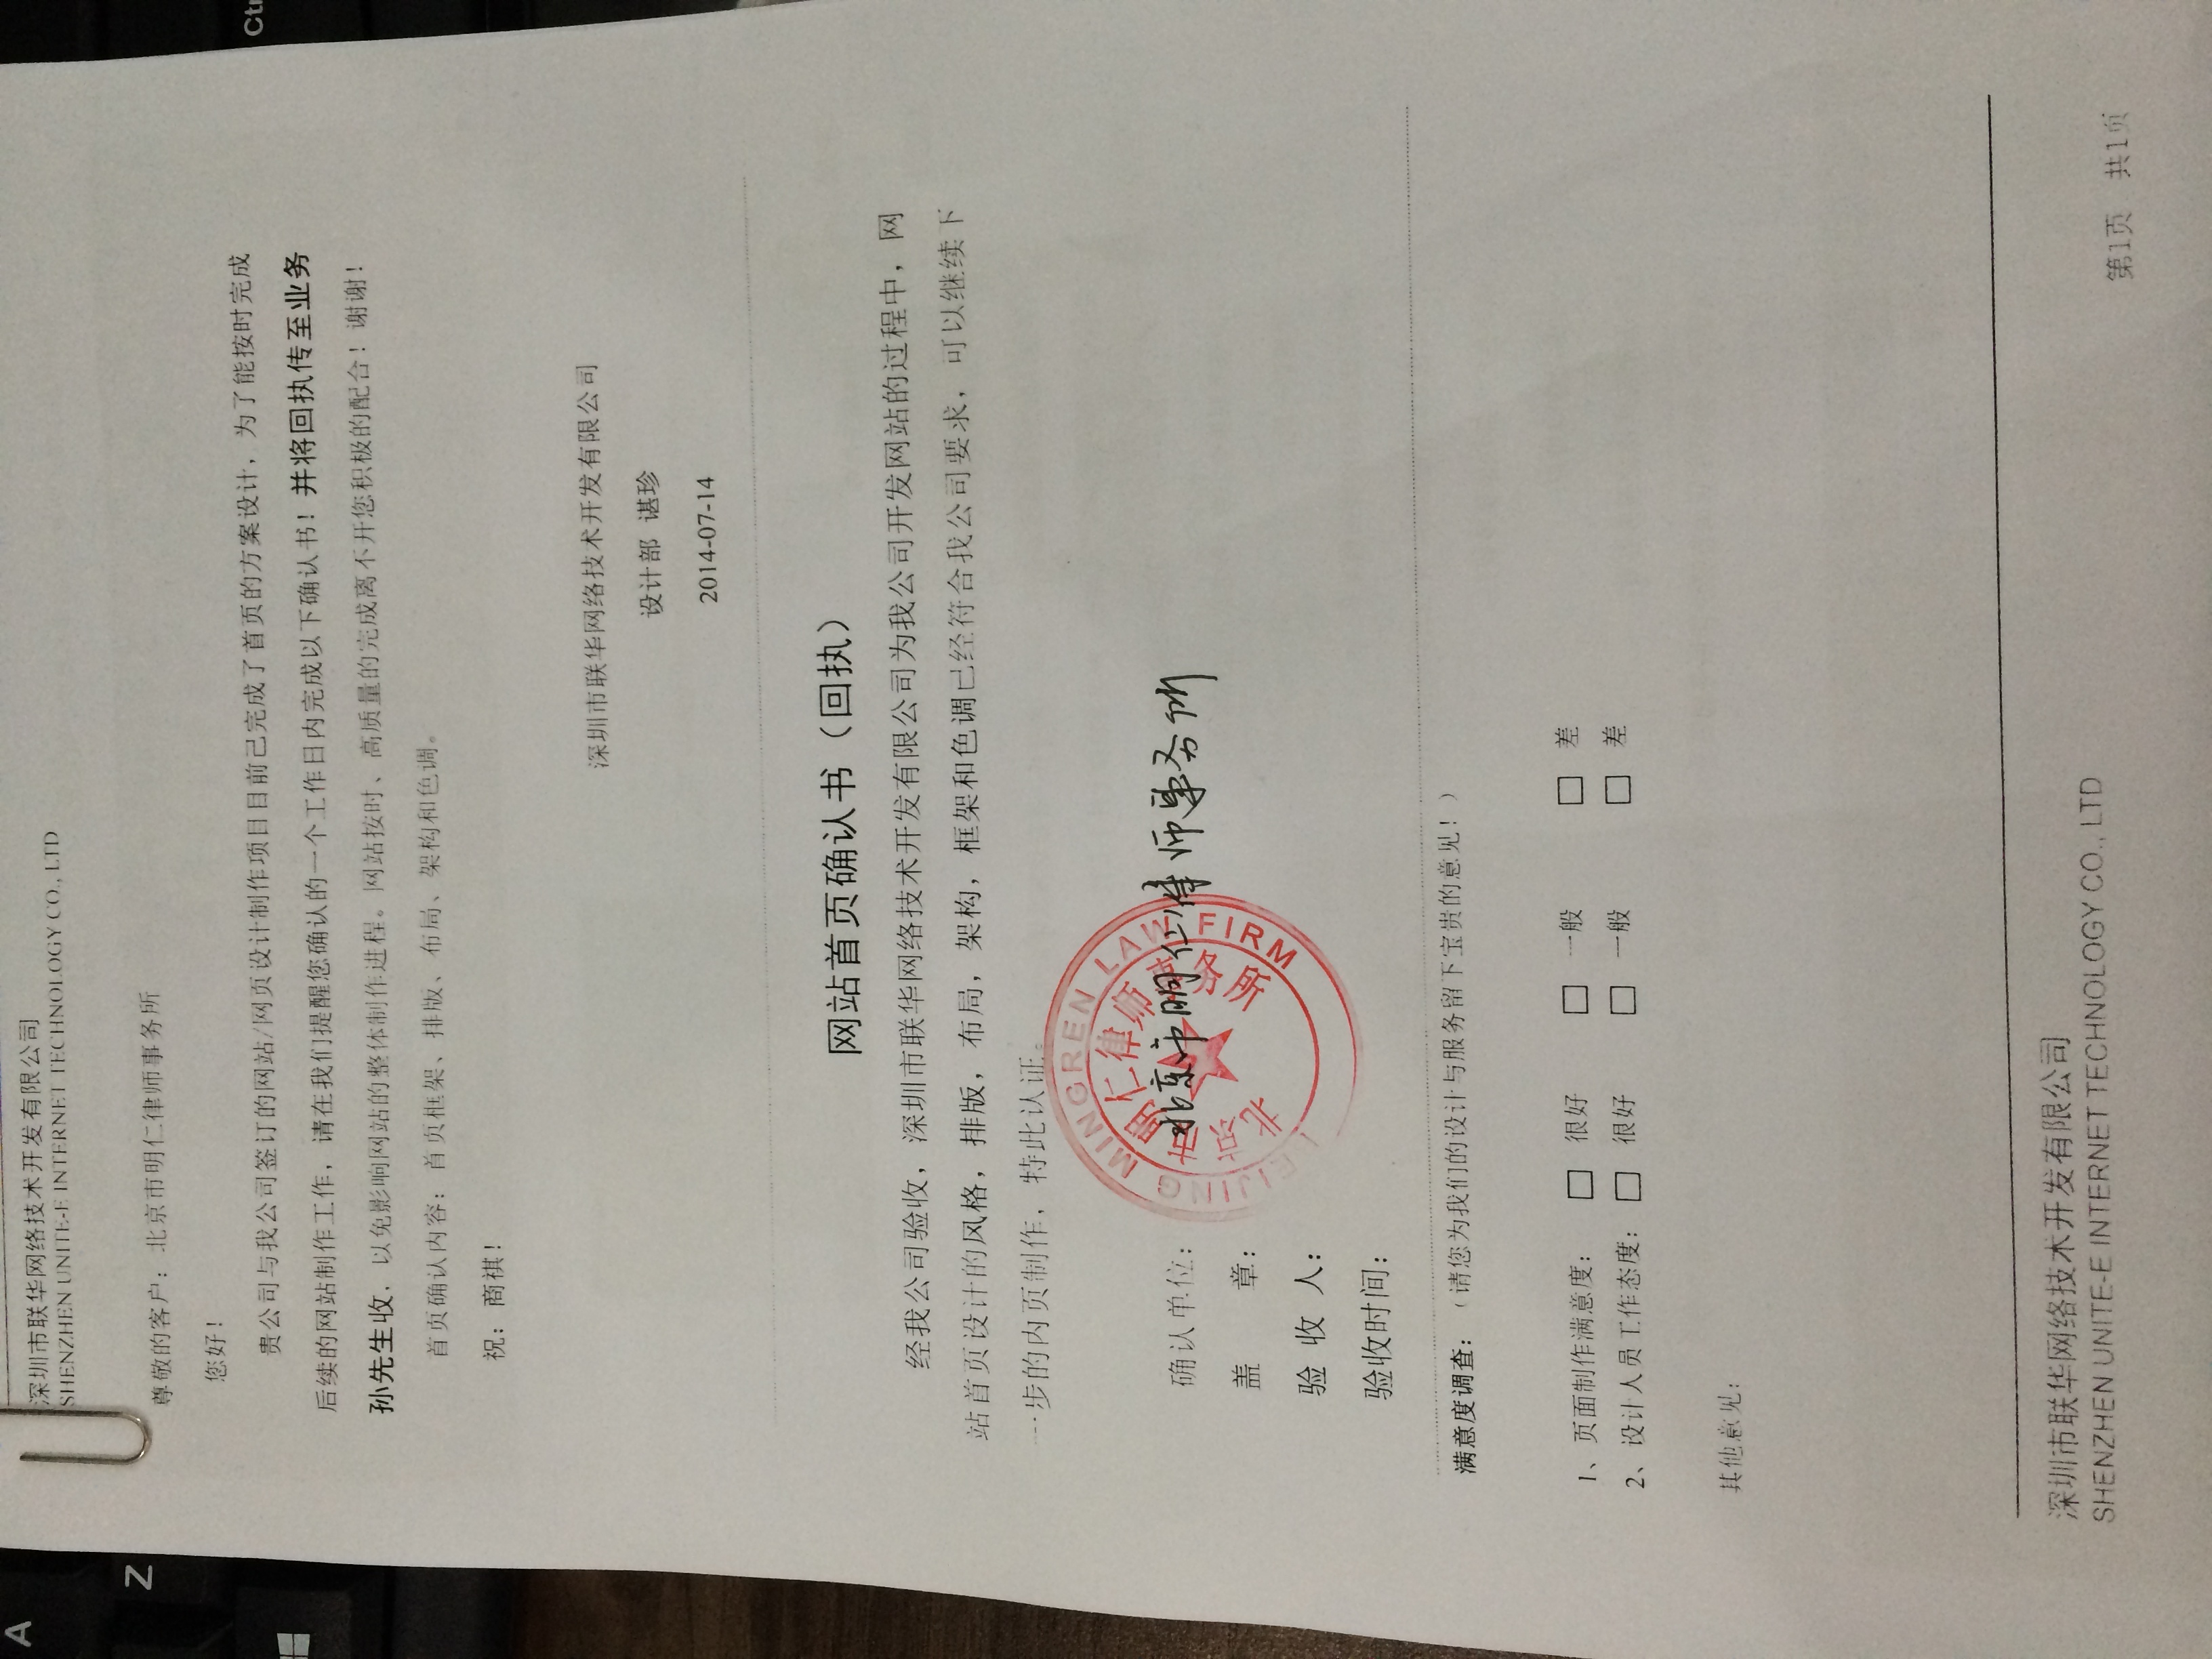 深圳市联华网络技术开发有限公司
SHENZHEN UNITE-E INTERNET TECHNOLOGY CO., LTD
尊敬的客户：北京市明仁律师事务所
您好！
贵公司与我公司签订的网站/网页设计制作项目目前己完成了首页的方案设计，为了能按时完成
后续的网站制作工作，请在我们提醒您确认的一个工作日内完成以下确认书！并将回执传至业务
孙先生收，以免影响网站的整体制作进程。网站按时、高质量的完成离不开您积极的配合！谢谢！
首页确认内容：首页框架、排版、布局、架构和色调。
祝：商祺！
深圳市联华网络技术开发有限公司
设计部 谌珍
2014-07-14
网站首页确认书（回执）
经我公司验收，深圳市联华网络技术开发有限公司为我公司开发网站的过程中，网
站首页设计的风格，排版，布局，架构，框架和色调已经符合我公司要求，可以继续下
一步的内页制作，特此认证。
BEIJING MINGREN LAW FIRM
北京市明仁律师事务所
确认单位：北京市明仁律师事务所
盖 章：
验 收 人：
验收时间：
满意度调查：（请您为我们的设计与服务留下宝贵的意见！）
1、页面制作满意度：□ 很好 □ 一般 □ 差
2、设计人员工作态度：□ 很好 □ 一般 □ 差
其他意见：
深圳市联华网络技术开发有限公司
SHENZHEN UNITE-E INTERNET TECHNOLOGY CO., LTD
第1页 共1页
A
Z
Ctr